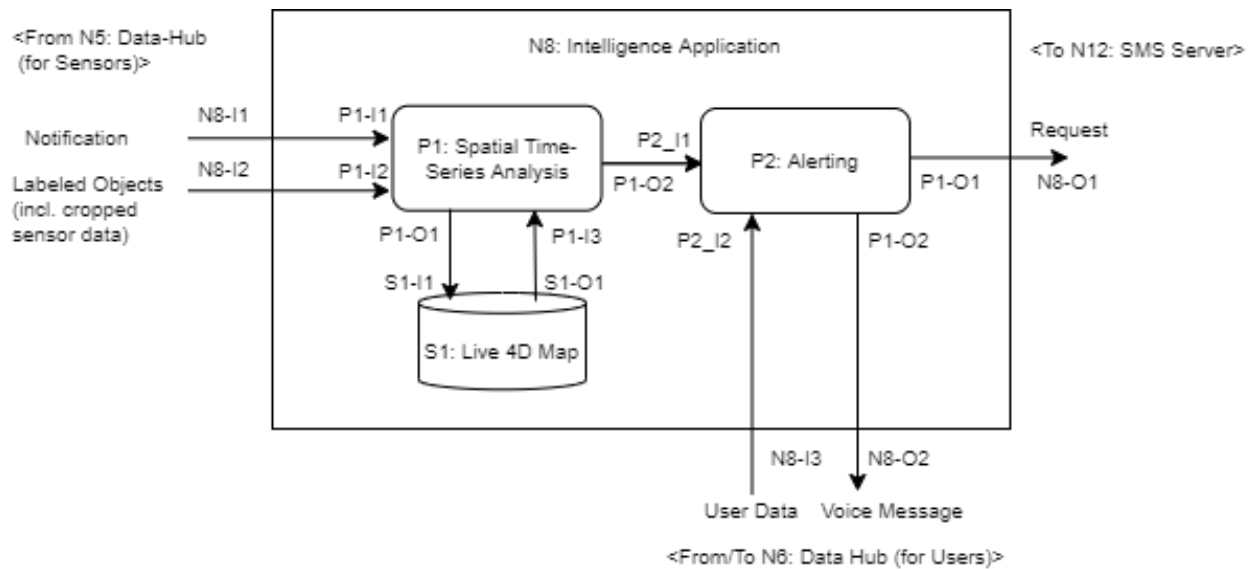 <From N5: Data-Hub
(for Sensors)>
N8: Intelligence Application
<To N12: SMS Server>
N8-I1
P1-I1
Notification
P1: Spatial Time-
Series Analysis
P2_I1
P2: Alerting
Request
N8-I2
P1-I2
P1-O2
P1-O1
N8-O1
Labeled Objects
(incl. cropped
sensor data)
P1-O1
P1-I3
P2_I2
P1-O2
S1-I1
S1-O1
S1: Live 4D Map
N8-I3
N8-O2
User Data
Voice Message
<From/To N6: Data Hub (for Users)>